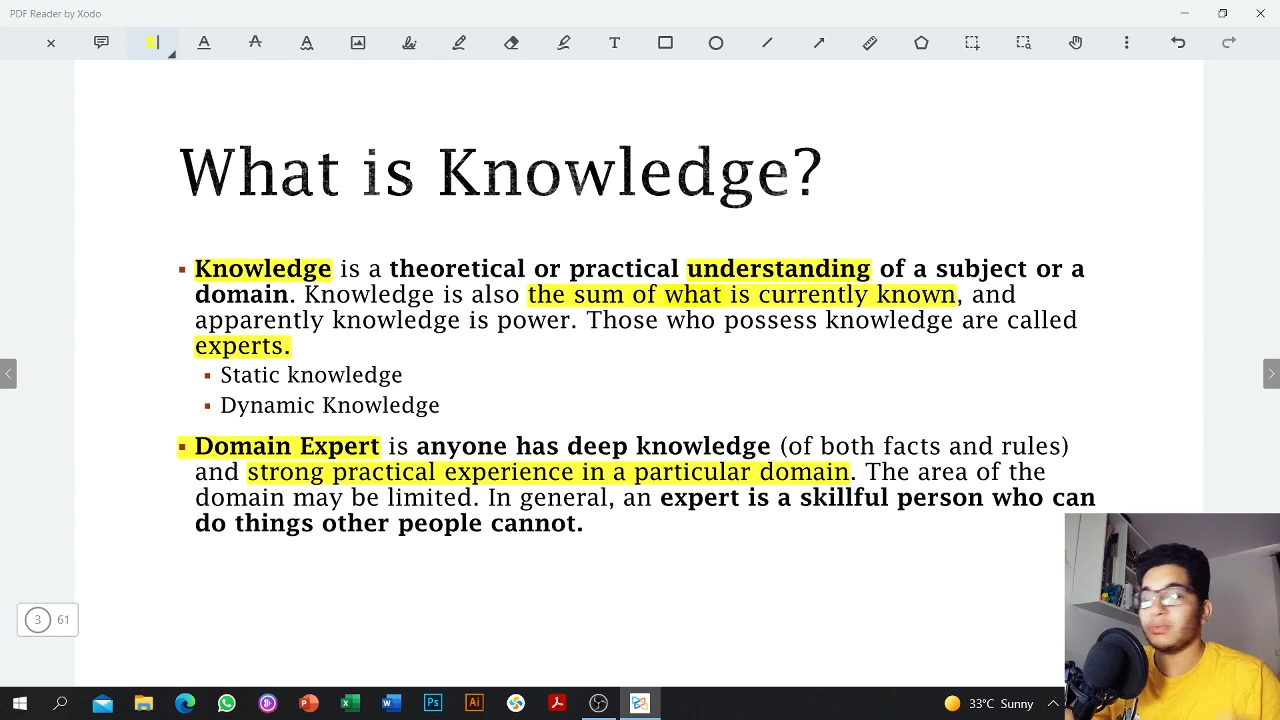 PDF Reader by Xodo
What is Knowledge?
▪ Knowledge is a theoretical or practical understanding of a subject or a
domain. Knowledge is also the sum of what is currently known, and
apparently knowledge is power. Those who possess knowledge are called
experts.
▪ Static knowledge
▪ Dynamic Knowledge
▪ Domain Expert is anyone has deep knowledge (of both facts and rules)
and strong practical experience in a particular domain. The area of the
domain may be limited. In general, an expert is a skillful person who can
do things other people cannot.
3 61
33°C Sunny